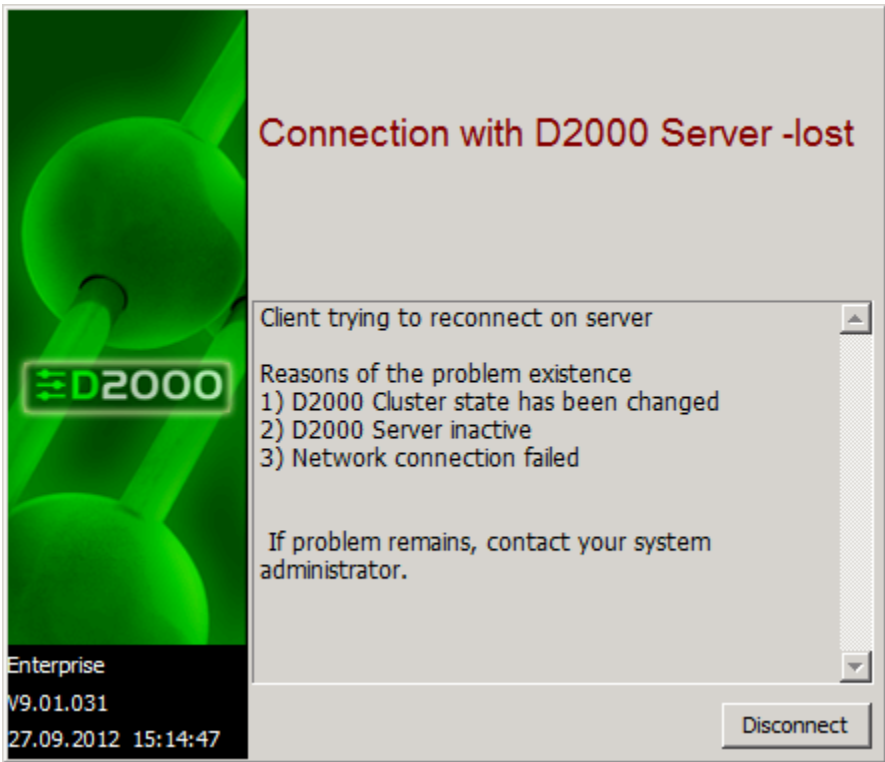 Connection with D2000 Server -lost
Client trying to reconnect on server
Reasons of the problem existence
1) D2000 Cluster state has been changed
2) D2000 Server inactive
3) Network connection failed
If problem remains, contact your system
administrator.
D2000
Enterprise
V9.01.031
27.09.2012 15:14:47
Disconnect